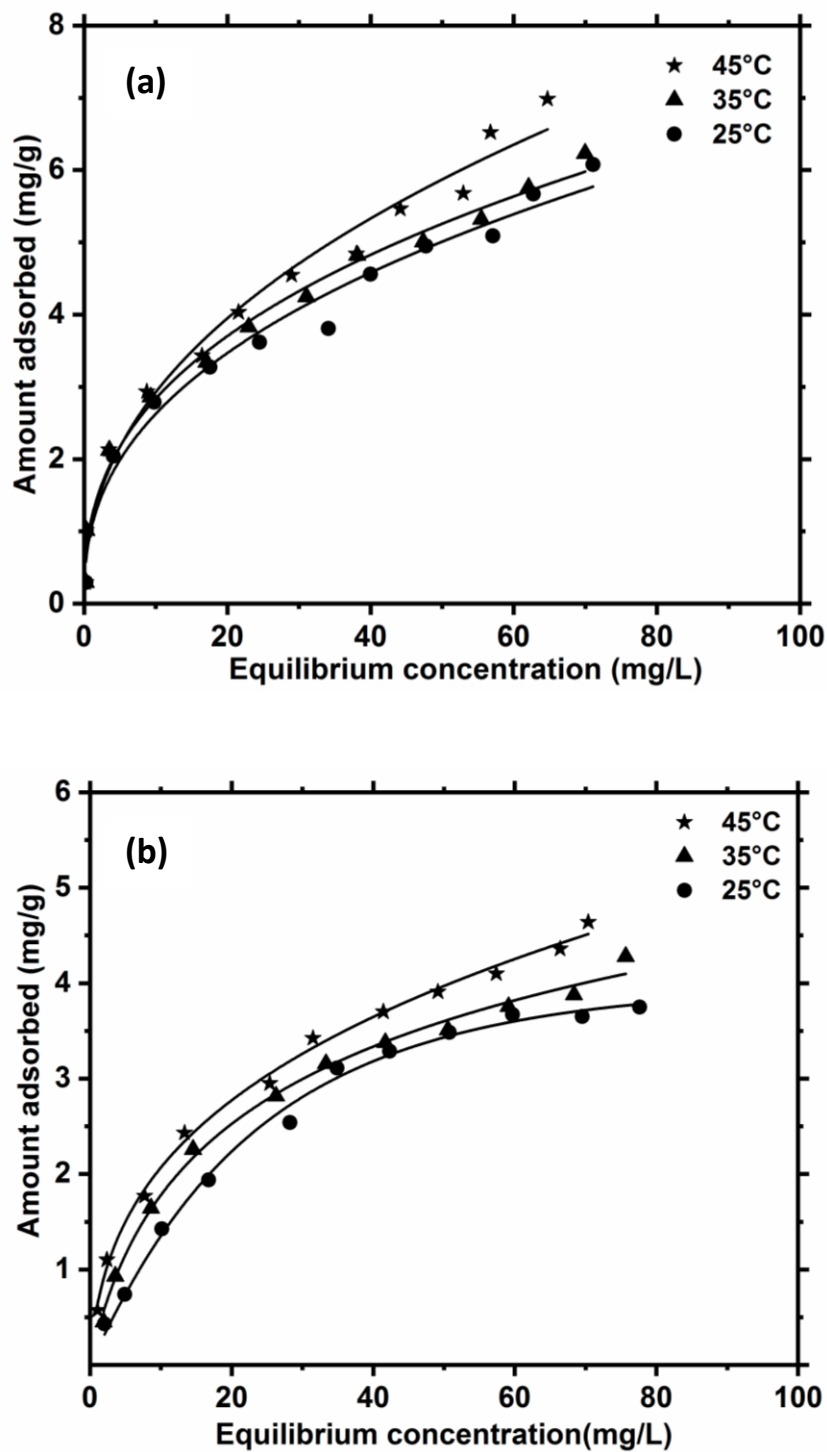 (a)
45°C
35°C
25°C
Amount adsorbed (mg/g)
8
6
4
2
0
0 20 40 60 80 100
Equilibrium concentration (mg/L)
(b)
45°C
35°C
25°C
Amount adsorbed (mg/g)
6
5
4
3
2
1
0 20 40 60 80 100
Equilibrium concentration(mg/L)